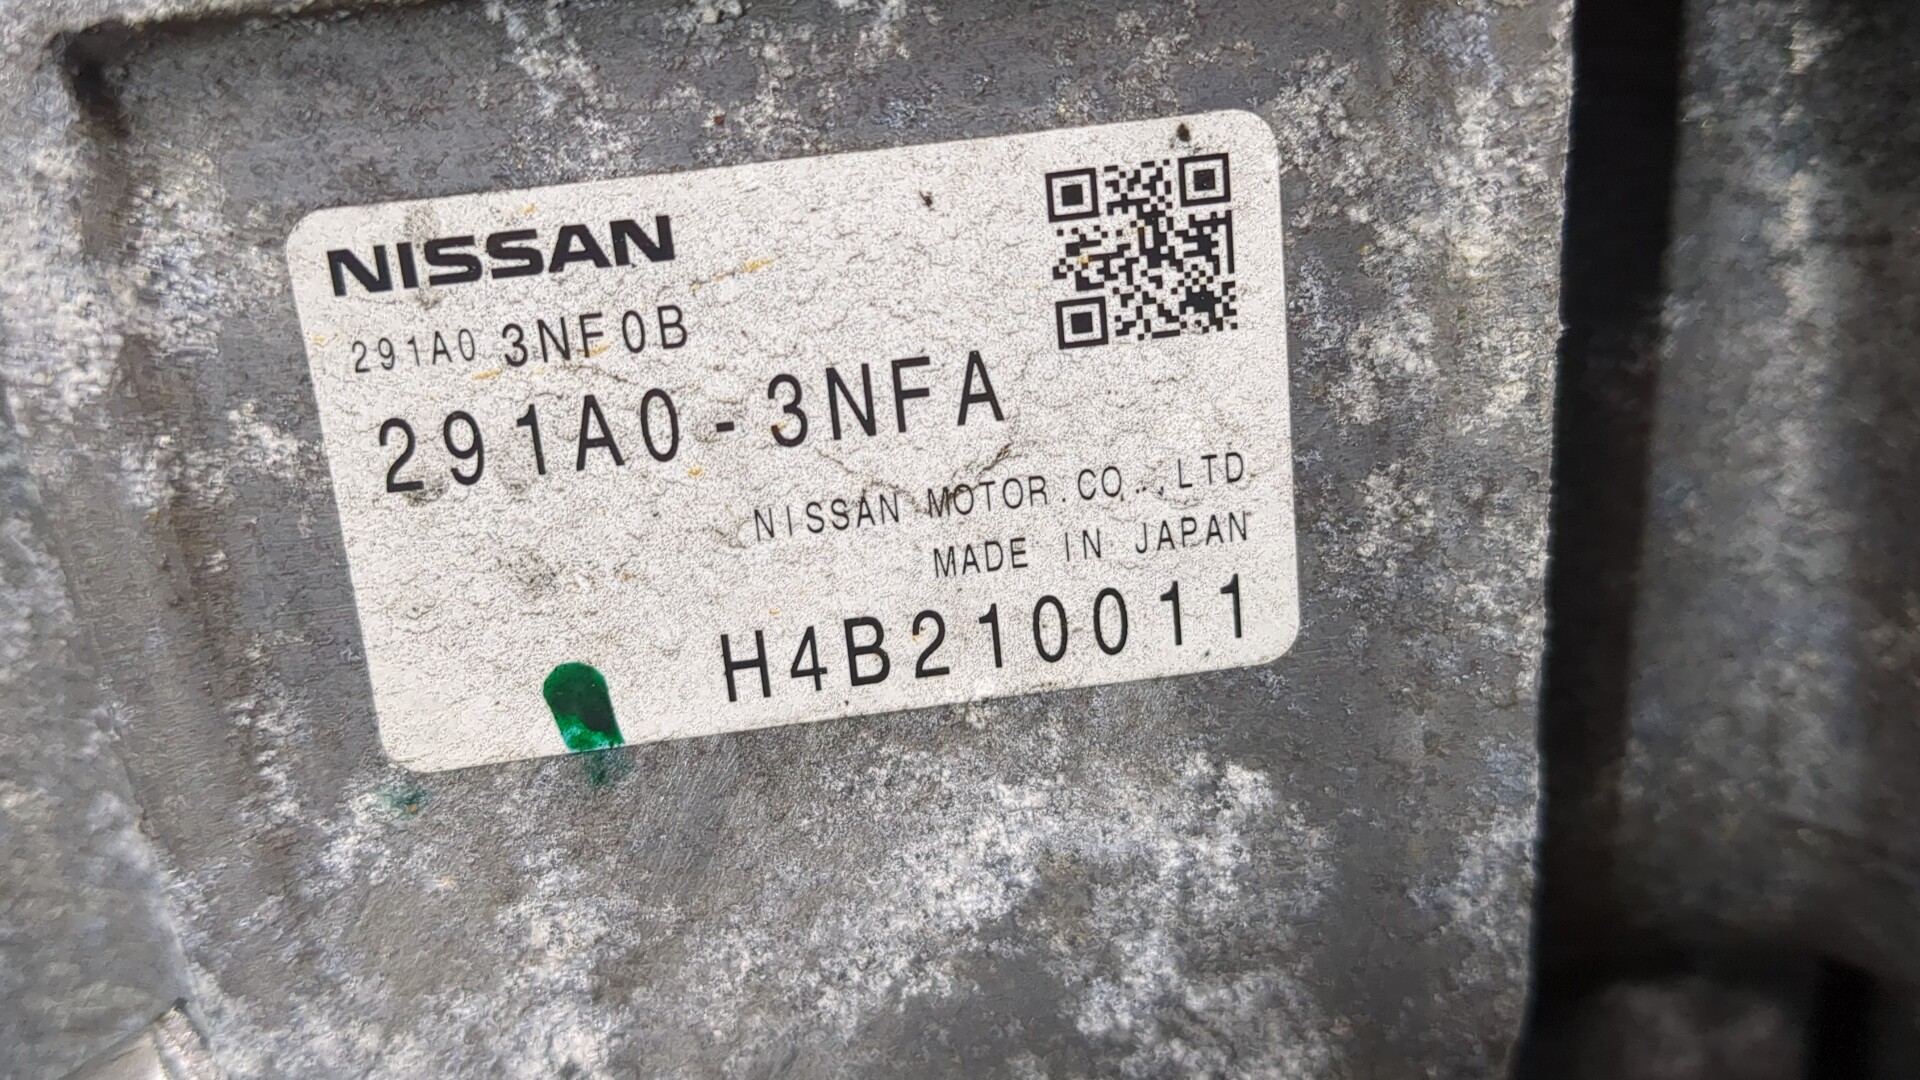 NISSAN
291A0 3NF0B
291A0-3NFA
NISSAN MOTOR.CO.,LTD.
MADE IN JAPAN
H4B210011